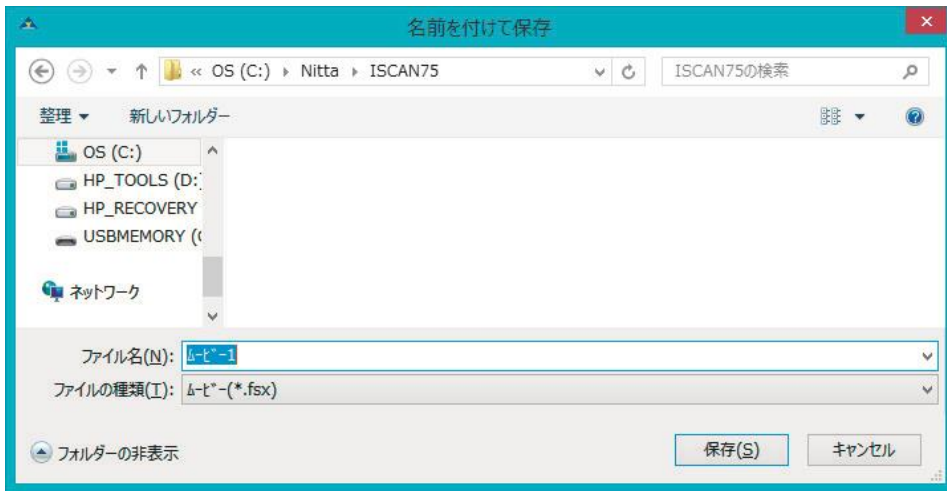 名前を付けて保存
« OS (C:) ▸ Nitta ▸ ISCAN75
ISCAN75の検索
整理 ▼ 新しいフォルダー
OS (C:)
HP_TOOLS (D:
HP_RECOVERY
USBMEMORY (
ネットワーク
ファイル名(N): ﾑｰﾋﾞｰ1
ファイルの種類(T): ﾑｰﾋﾞｰ(*.fsx)
フォルダーの非表示
保存(S) キャンセル